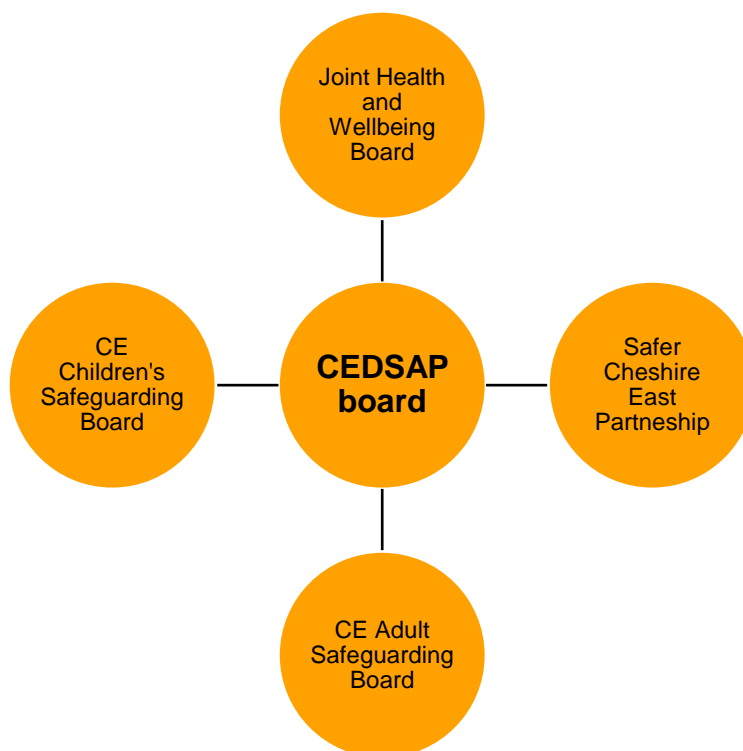 Joint Health
and
Wellbeing
Board
CE
Children's
Safeguarding
Board
CEDSAP
board
Safer
Cheshire
East
Partneship
CE Adult
Safeguarding
Board